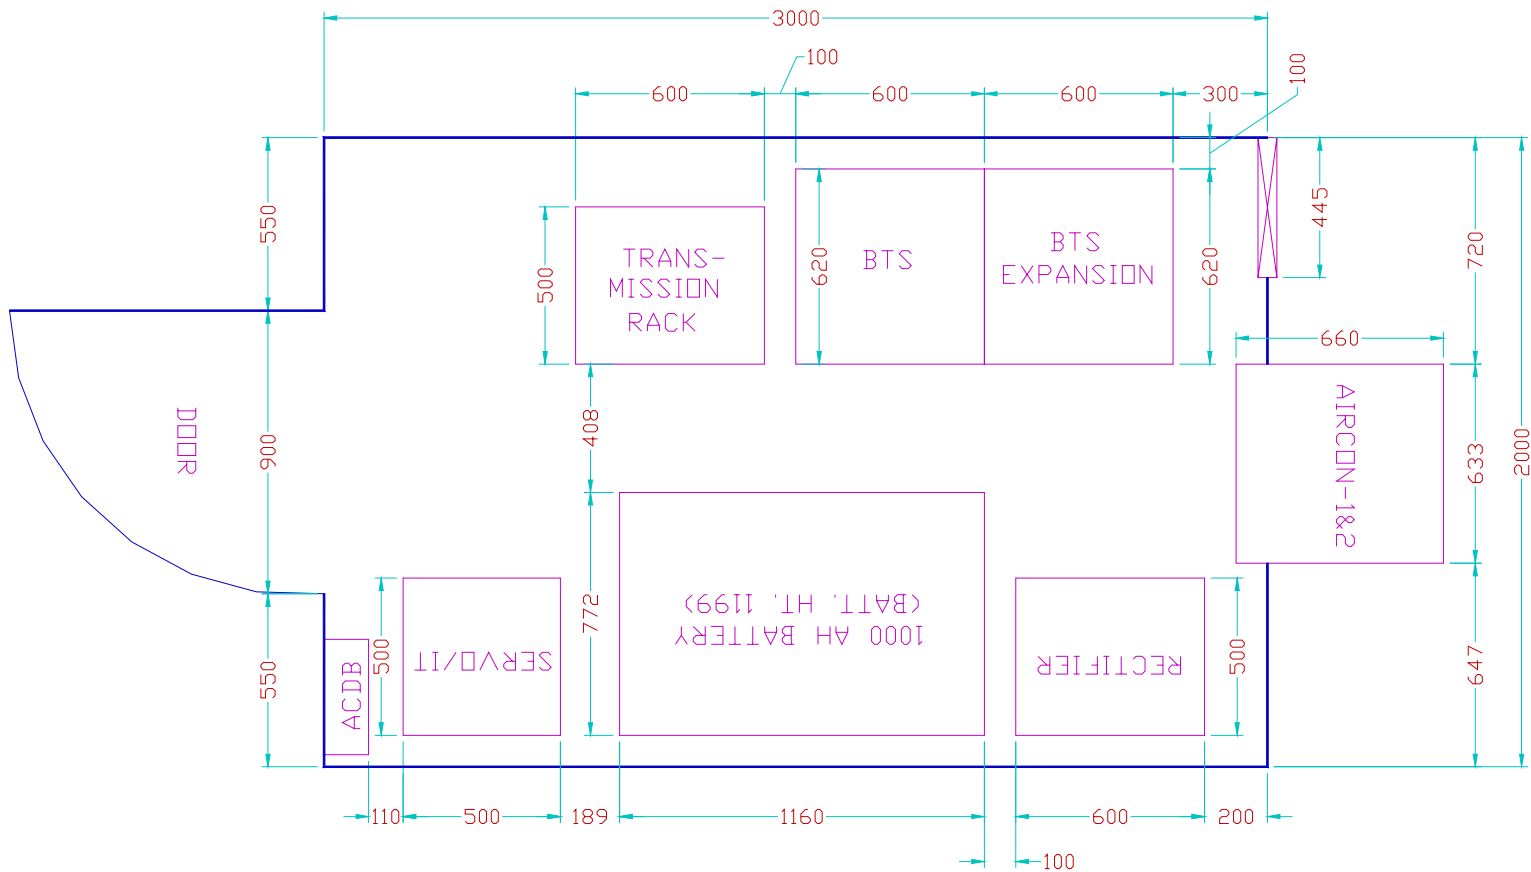 3000
100
600
600
600
300
100
550
500
TRANS-
MISSION
RACK
620
BTS
BTS
EXPANSION
620
445
720
660
DOOR
900
408
AIRCON-1&2
633
2000
772
1000 AH BATTERY
(BATT. HT. 1199)
550
ACDB
500
SERVO/IT
RECTIFIER
500
647
110
500
189
1160
600
200
100